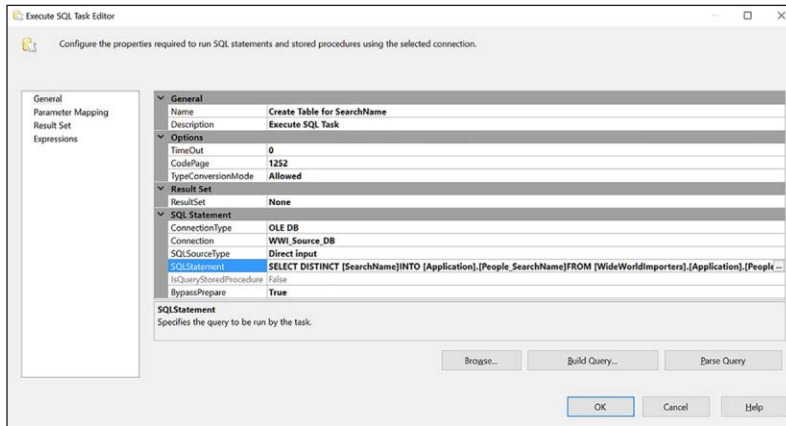 Execute SQL Task Editor
Configure the properties required to run SQL statements and stored procedures using the selected connection.
General
Parameter Mapping
Result Set
Expressions
General
Name Create Table for SearchName
Description Execute SQL Task
Options
TimeOut 0
CodePage 1252
TypeConversionMode Allowed
Result Set
ResultSet None
SQL Statement
ConnectionType OLE DB
Connection WWI_Source_DB
SQLSourceType Direct input
SQLStatement SELECT DISTINCT [SearchName]INTO [Application].[People_SearchName]FROM [WideWorldImporters].[Application].[People ...
IsQueryStoredProcedure False
BypassPrepare True
SQLStatement
Specifies the query to be run by the task.
Browse... Build Query... Parse Query
OK Cancel Help